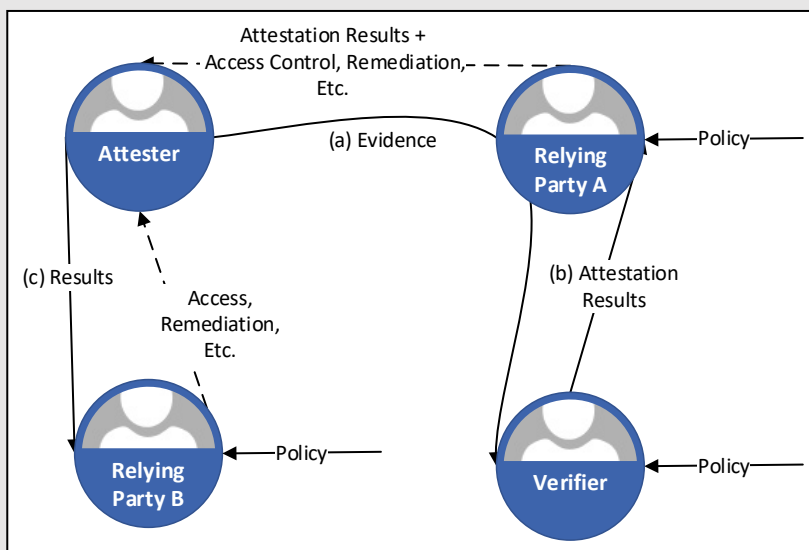 Attestation Results +
Access Control, Remediation,
Etc.
Attester
(a) Evidence
Relying
Party A
Policy
(c) Results
(b) Attestation
Results
Access,
Remediation,
Etc.
Relying
Party B
Policy
Verifier
Policy